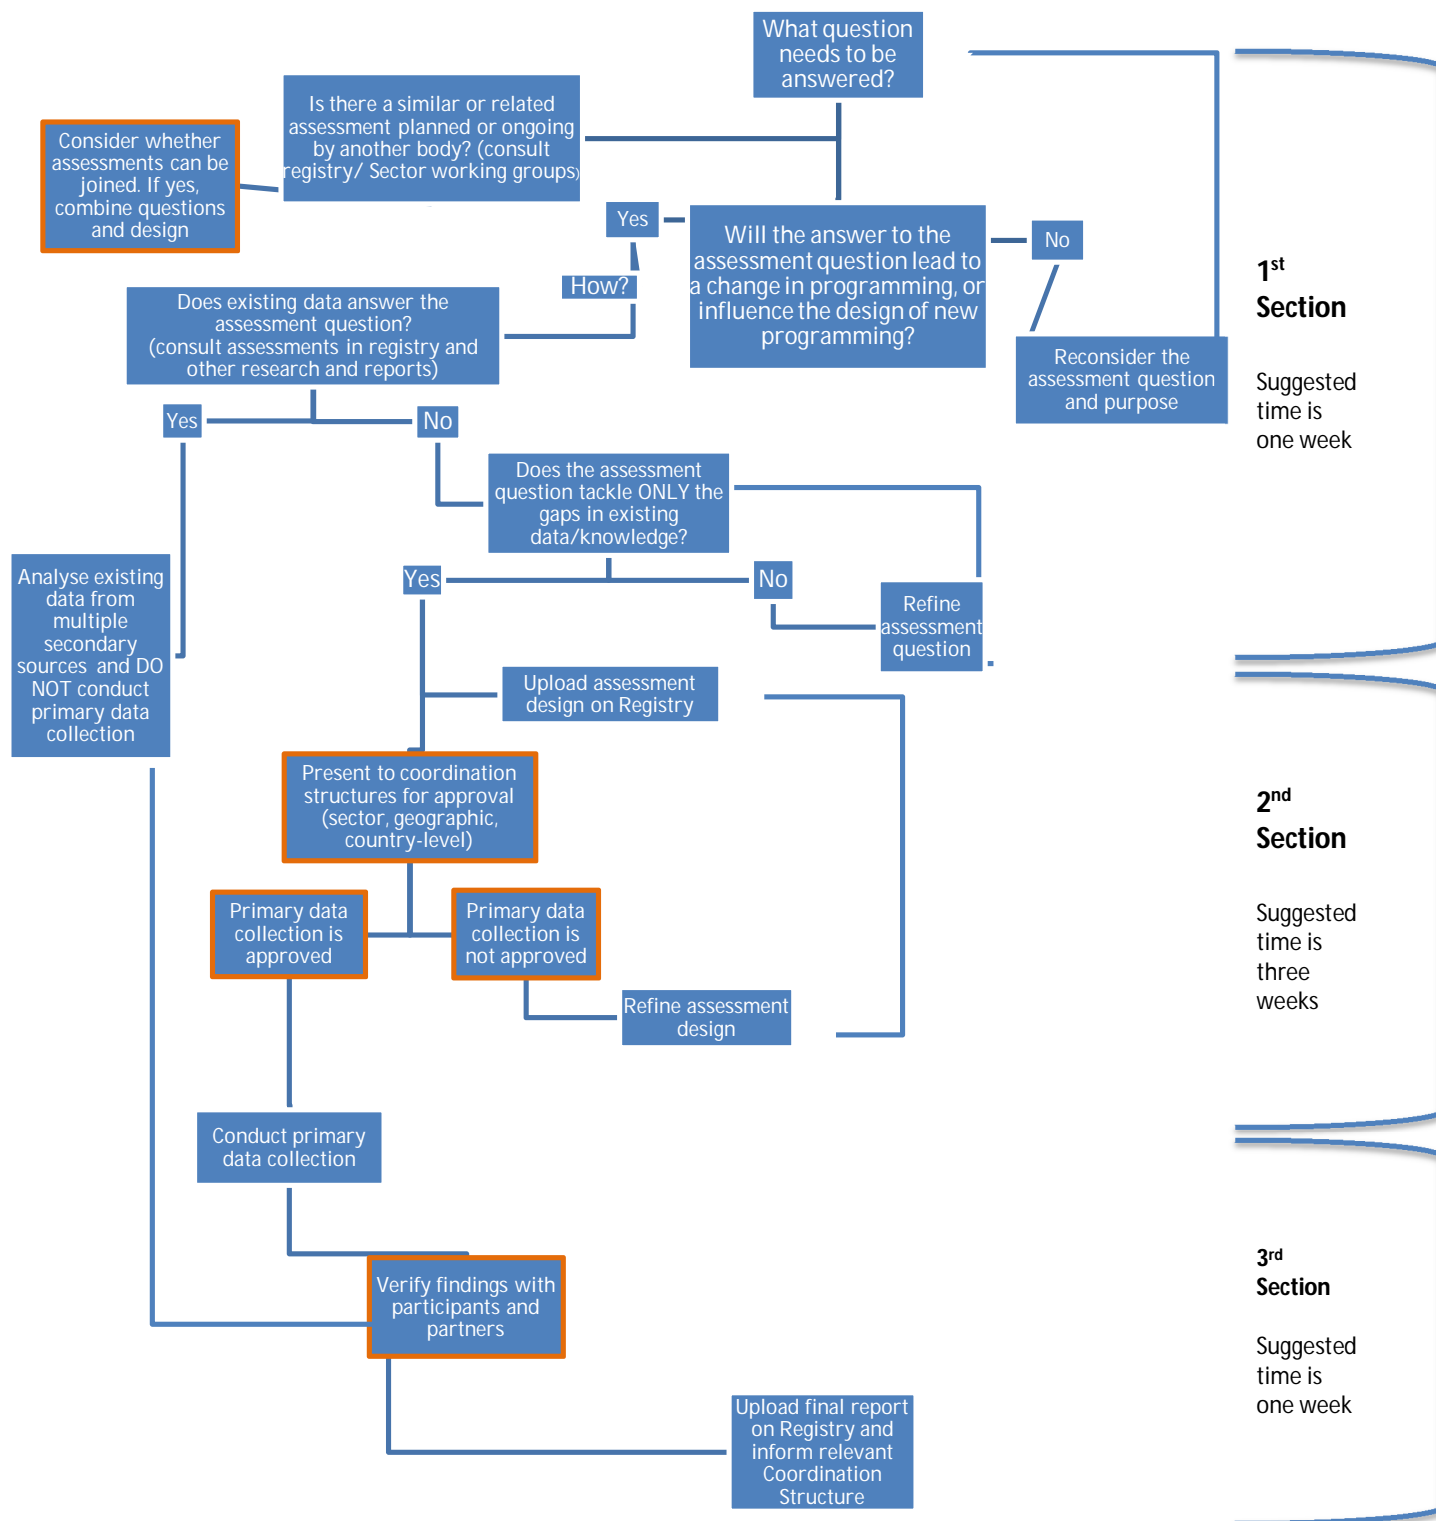 What question
needs to be
answered?
Is there a similar or related
assessment planned or ongoing
by another body? (consult
registry/ Sector working groups)
Consider whether
assessments can be
joined. If yes,
combine questions
and design
Yes
Will the answer to the
assessment question lead to
a change in programming, or
influence the design of new
programming?
No
How?
Does existing data answer the
assessment question?
(consult assessments in registry and
other research and reports)
Reconsider the
assessment question
and purpose
1st
Section
Suggested
time is
one week
Yes
No
Does the assessment
question tackle ONLY the
gaps in existing
data/knowledge?
Yes
No
Analyse existing
data from
multiple
secondary
sources and DO
NOT conduct
primary data
collection
Refine
assessment
question
Upload assessment
design on Registry
Present to coordination
structures for approval
(sector, geographic,
country-level)
2nd
Section
Suggested
time is
three
weeks
Primary data
collection is
approved
Primary data
collection is
not approved
Refine assessment
design
Conduct primary
data collection
Verify findings with
participants and
partners
3rd
Section
Suggested
time is
one week
Upload final report
on Registry and
inform relevant
Coordination
Structure